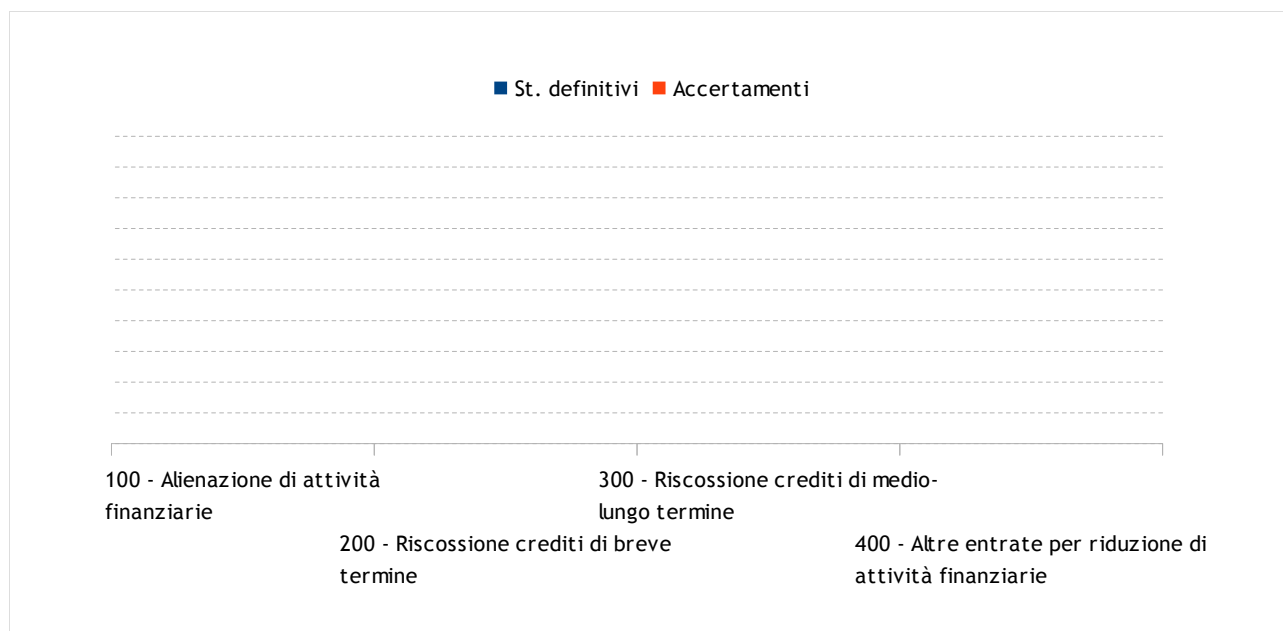 St. definitivi Accertamenti
100 - Alienazione di attività
finanziarie
200 - Riscossione crediti di breve
termine
300 - Riscossione crediti di medio-
lungo termine
400 - Altre entrate per riduzione di
attività finanziarie